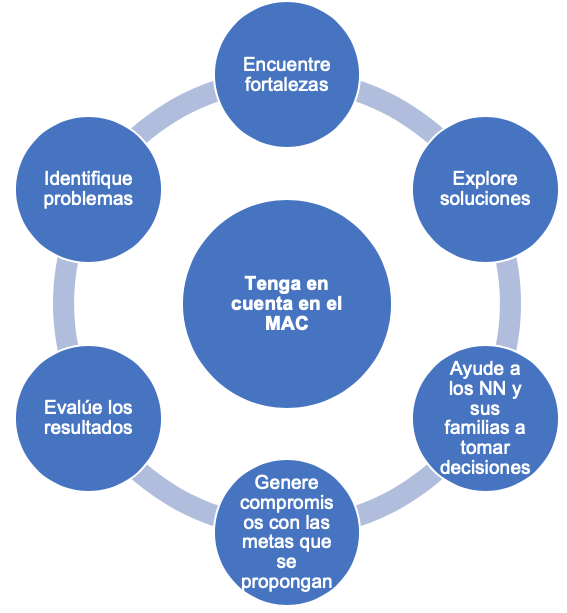 Encuentre
fortalezas
Identifique
problemas
Explore
soluciones
Tenga en
cuenta en el
MAC
Ayude a
los NN y
sus
familias a
tomar
decisiones
Evalúe los
resultados
Genere
compromis
os con las
metas que
se
propongan